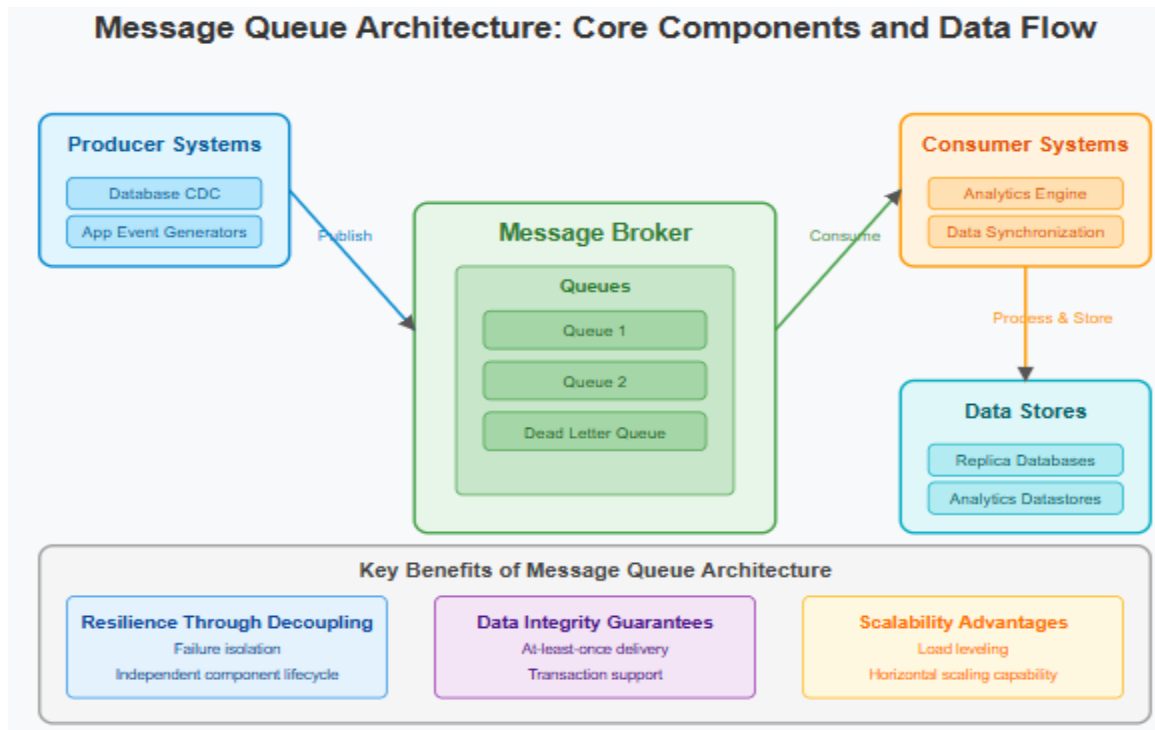 Message Queue Architecture: Core Components and Data Flow
Producer Systems
Database CDC
App Event Generators
Publish
Message Broker
Queues
Queue 1
Queue 2
Dead Letter Queue
Consume
Consumer Systems
Analytics Engine
Data Synchronization
Process & Store
Data Stores
Replica Databases
Analytics Datastores
Key Benefits of Message Queue Architecture
Resilience Through Decoupling
Failure isolation
Independent component lifecycle
Data Integrity Guarantees
At-least-once delivery
Transaction support
Scalability Advantages
Load leveling
Horizontal scaling capability